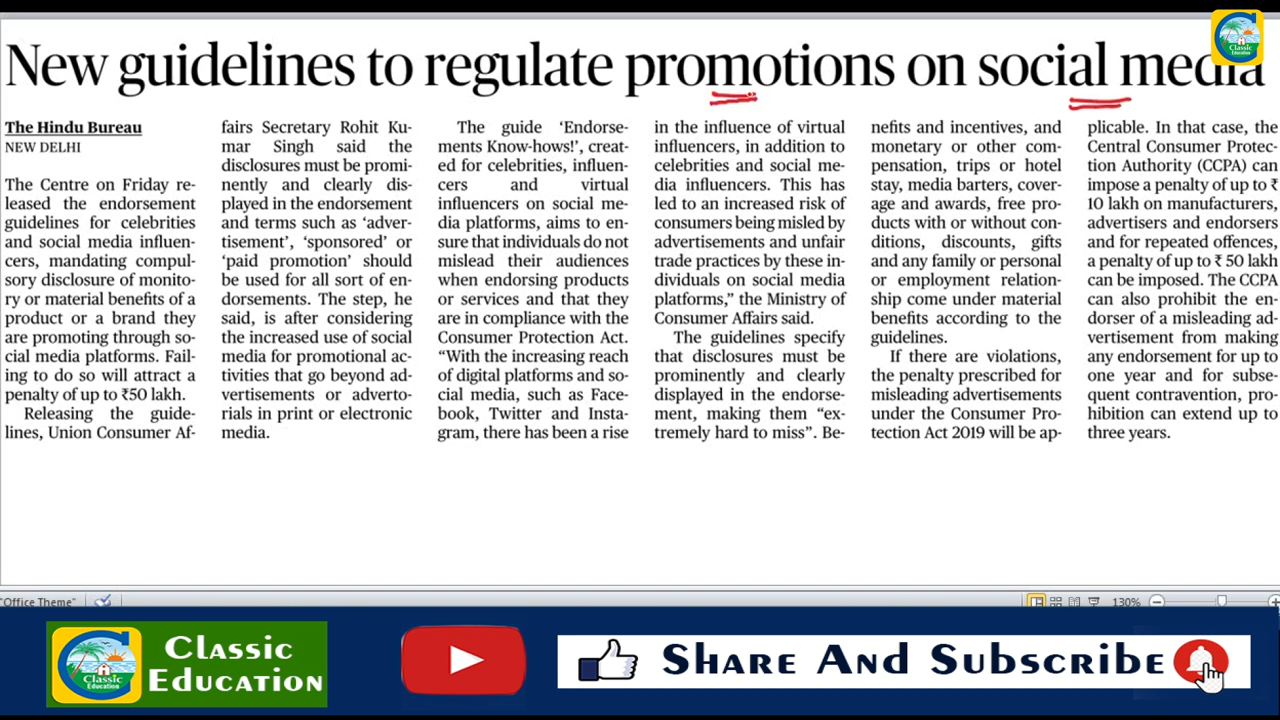 New guidelines to regulate promotions on social media
The Hindu Bureau
NEW DELHI
The Centre on Friday re-
leased the endorsement
guidelines for celebrities
and social media influen-
cers, mandating compul-
sory disclosure of monito-
ry or material benefits of a
product or a brand they
are promoting through so-
cial media platforms. Fail-
ing to do so will attract a
penalty of up to ₹50 lakh.
Releasing the guide-
lines, Union Consumer Af-
fairs Secretary Rohit Ku-
mar Singh said the
disclosures must be promi-
nently and clearly dis-
played in the endorsement
and terms such as ‘adver-
tisement’, ‘sponsored’ or
‘paid promotion’ should
be used for all sort of en-
dorsements. The step, he
said, is after considering
the increased use of social
media for promotional ac-
tivities that go beyond ad-
vertisements or adverto-
rials in print or electronic
media.
The guide ‘Endorse-
ments Know-hows!’, creat-
ed for celebrities, influen-
cers and virtual
influencers on social me-
dia platforms, aims to en-
sure that individuals do not
mislead their audiences
when endorsing products
or services and that they
are in compliance with the
Consumer Protection Act.
“With the increasing reach
of digital platforms and so-
cial media, such as Face-
book, Twitter and Insta-
gram, there has been a rise
in the influence of virtual
influencers, in addition to
celebrities and social me-
dia influencers. This has
led to an increased risk of
consumers being misled by
advertisements and unfair
trade practices by these in-
dividuals on social media
platforms,” the Ministry of
Consumer Affairs said.
The guidelines specify
that disclosures must be
prominently and clearly
displayed in the endorse-
ment, making them “ex-
tremely hard to miss”. Be-
nefits and incentives, and
monetary or other com-
pensation, trips or hotel
stay, media barters, cover-
age and awards, free pro-
ducts with or without con-
ditions, discounts, gifts
and any family or personal
or employment relation-
ship come under material
benefits according to the
guidelines.
If there are violations,
the penalty prescribed for
misleading advertisements
under the Consumer Pro-
tection Act 2019 will be ap-
plicable. In that case, the
Central Consumer Protec-
tion Authority (CCPA) can
impose a penalty of up to ₹
10 lakh on manufacturers,
advertisers and endorsers
and for repeated offences,
a penalty of up to ₹ 50 lakh
can be imposed. The CCPA
can also prohibit the en-
dorser of a misleading ad-
vertisement from making
any endorsement for up to
one year and for subse-
quent contravention, pro-
hibition can extend up to
three years.
Classic
Education
"Office Theme"
130%
Classic
Education
Classic
Education
Share And Subscribe